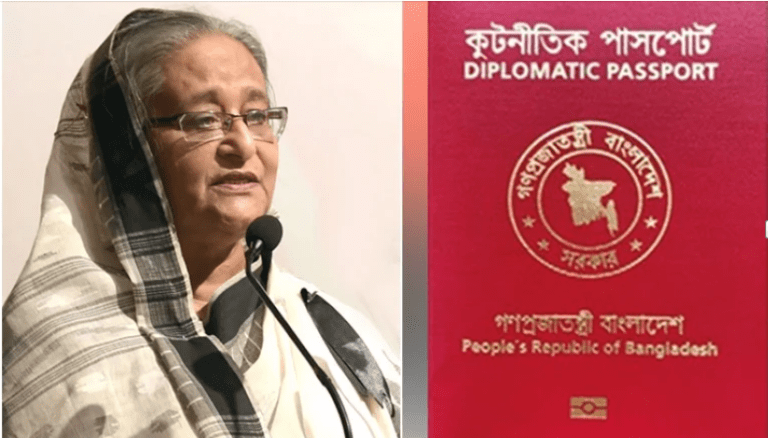 কূটনীতিক পাসপোর্ট
DIPLOMATIC PASSPORT
গণপ্রজাতন্ত্রী বাংলাদেশ
সরকার
গণপ্রজাতন্ত্রী বাংলাদেশ
People's Republic of Bangladesh